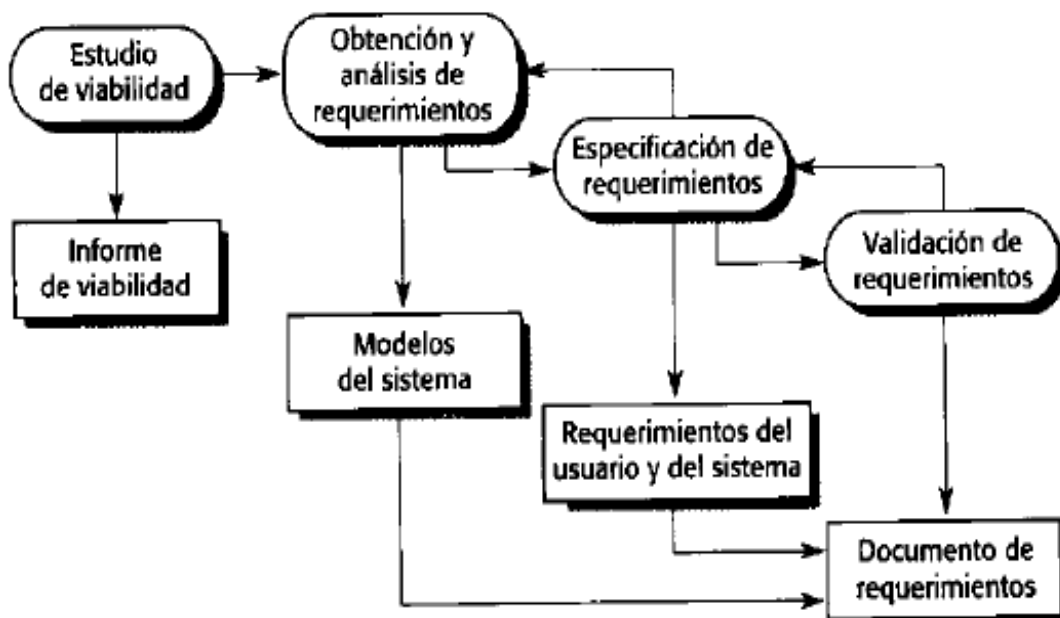 Estudio
de viabilidad
Obtención y
análisis de
requerimientos
Especificación de
requerimientos
Validación de
requerimientos
Informe
de viabilidad
Modelos
del sistema
Requerimientos del
usuario y del sistema
Documento de
requerimientos